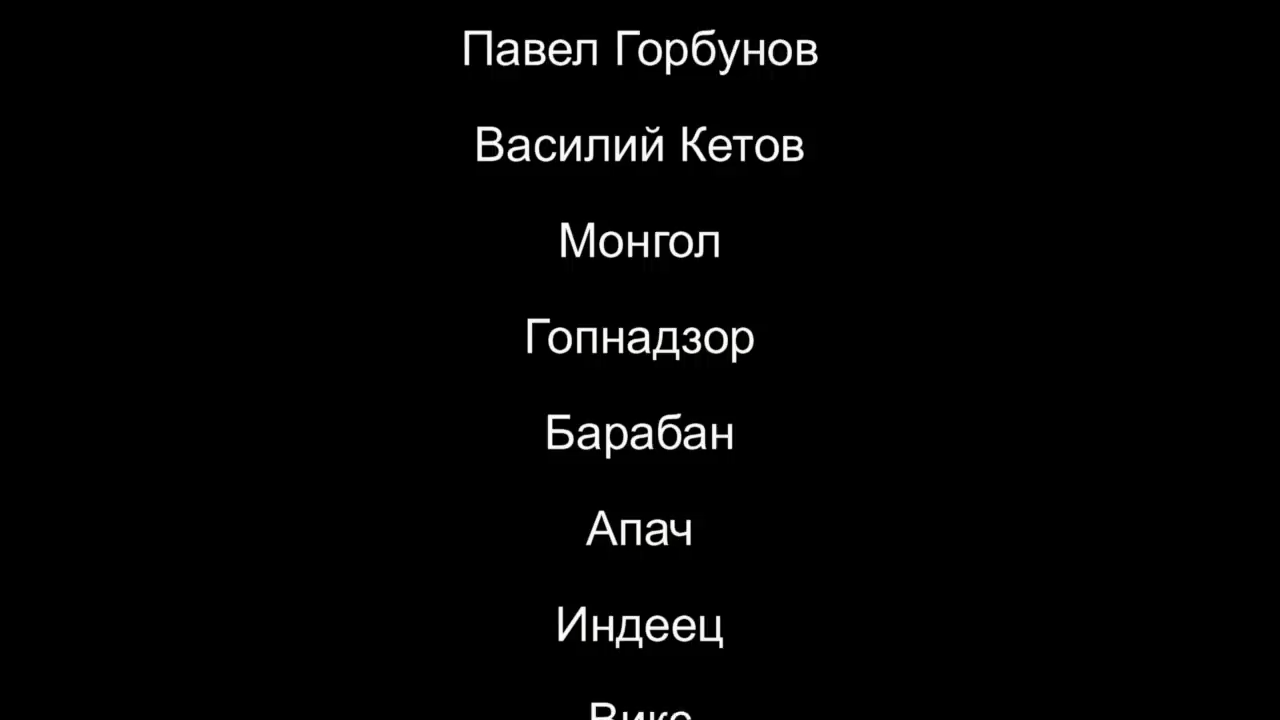 Павел Горбунов
Василий Кетов
Монгол
Гопнадзор
Барабан
Апач
Индеец